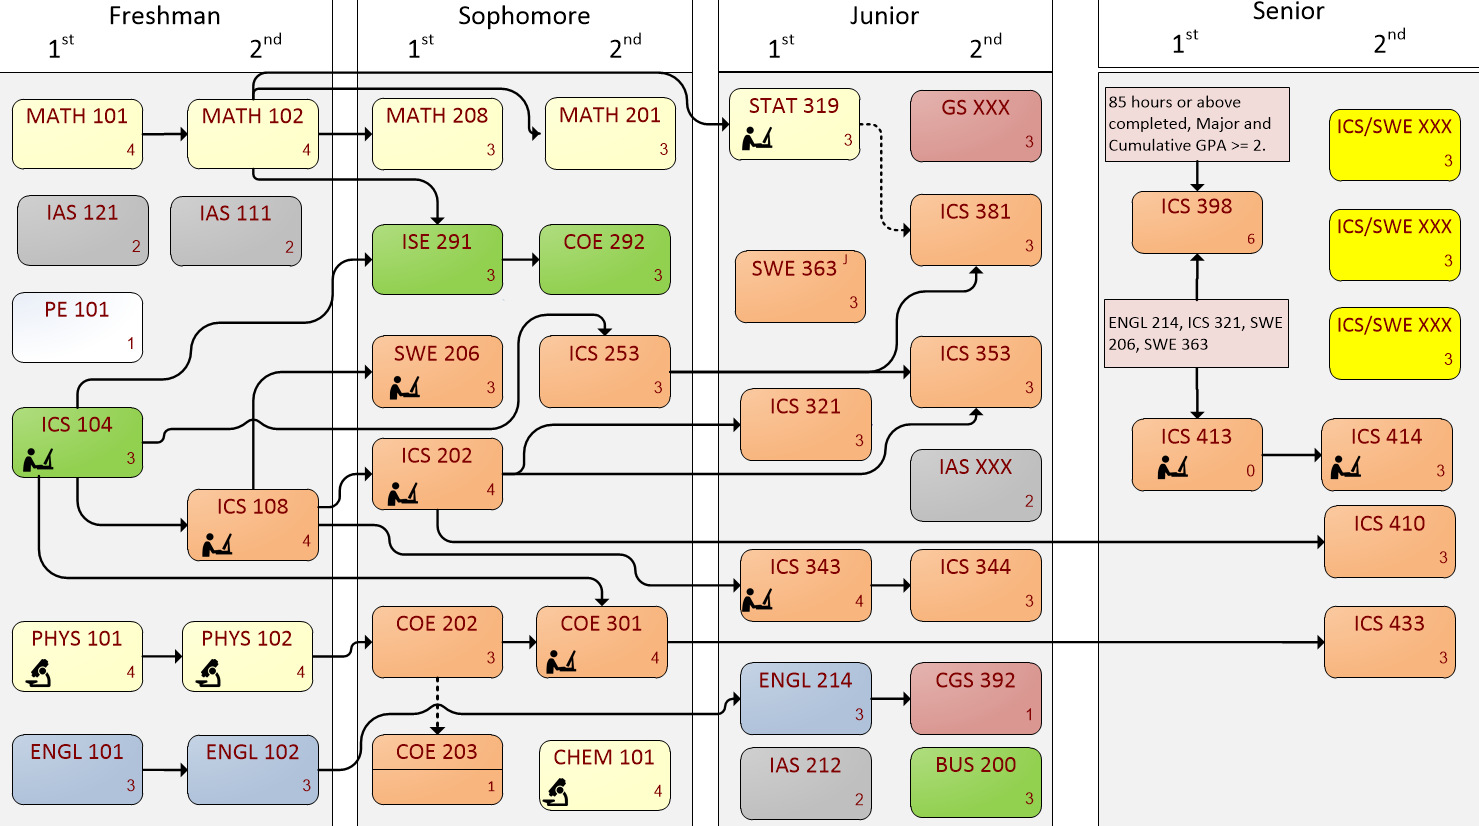 Freshman
Sophomore
Junior
Senior
1st
2nd
1st
2nd
1st
2nd
1st
2nd
MATH 101
4
MATH 102
4
MATH 208
3
MATH 201
3
STAT 319
3
GS XXX
3
85 hours or above
completed, Major and
Cumulative GPA >= 2.
ICS/SWE XXX
3
IAS 121
2
IAS 111
2
ISE 291
3
COE 292
3
ICS 381
3
ICS 398
6
ICS/SWE XXX
3
SWE 363 J
3
PE 101
1
SWE 206
3
ICS 253
3
ICS 353
3
ENGL 214, ICS 321, SWE
206, SWE 363
ICS/SWE XXX
3
ICS 104
3
ICS 202
4
ICS 321
3
IAS XXX
2
ICS 413
0
ICS 414
3
ICS 108
4
ICS 410
3
ICS 343
4
ICS 344
3
PHYS 101
4
PHYS 102
4
COE 202
3
COE 301
4
ICS 433
3
ENGL 214
3
CGS 392
1
ENGL 101
3
ENGL 102
3
COE 203
1
CHEM 101
4
IAS 212
2
BUS 200
3